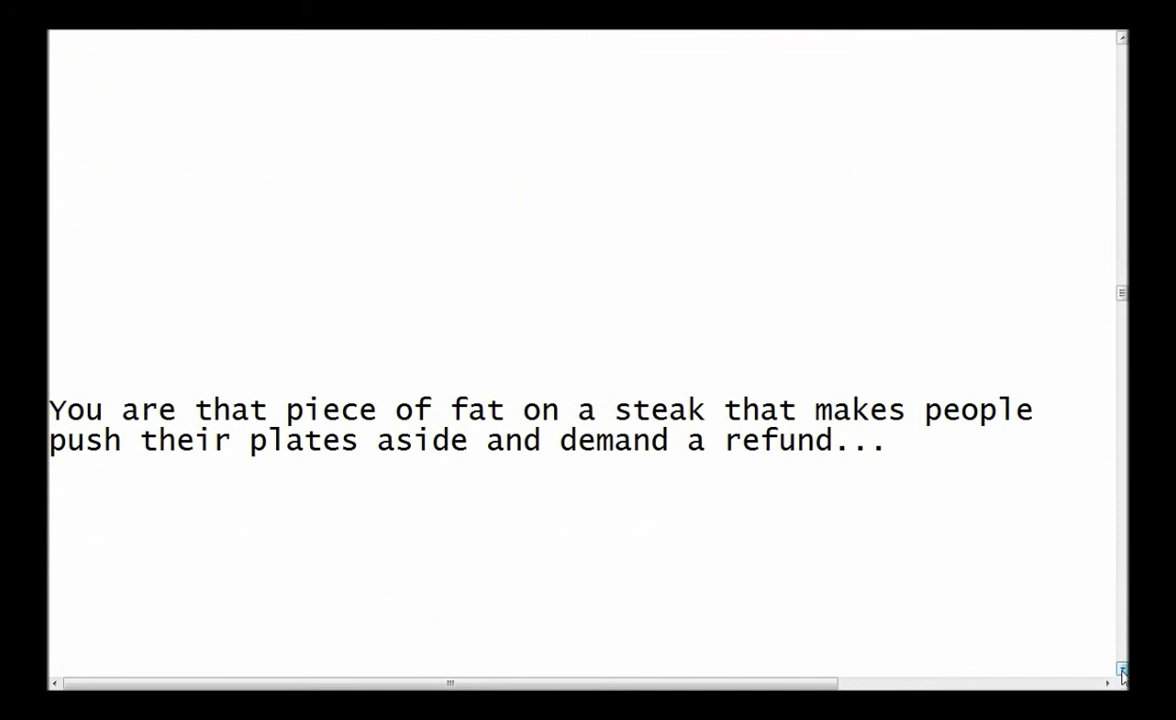 You are that piece of fat on a steak that makes people
push their plates aside and demand a refund...